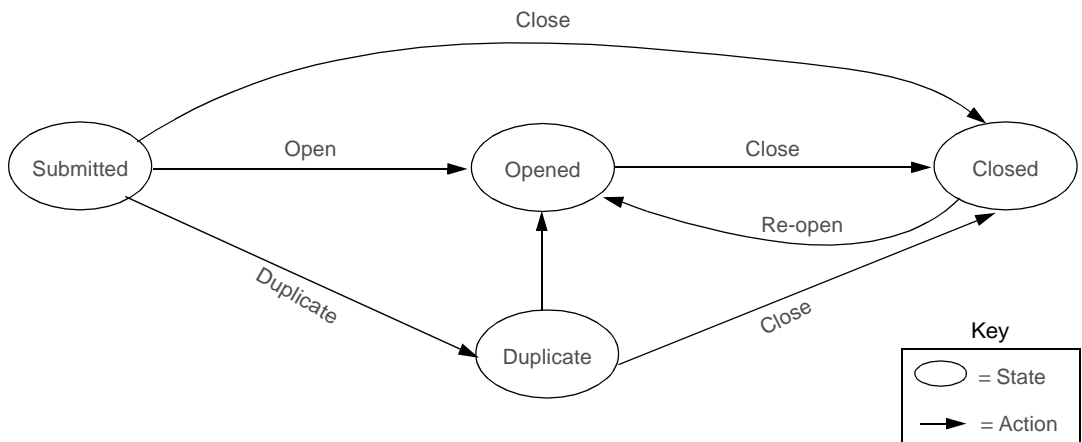 Close
Submitted
Open
Opened
Close
Closed
Re-open
Duplicate
Duplicate
Close
Key
= State
= Action